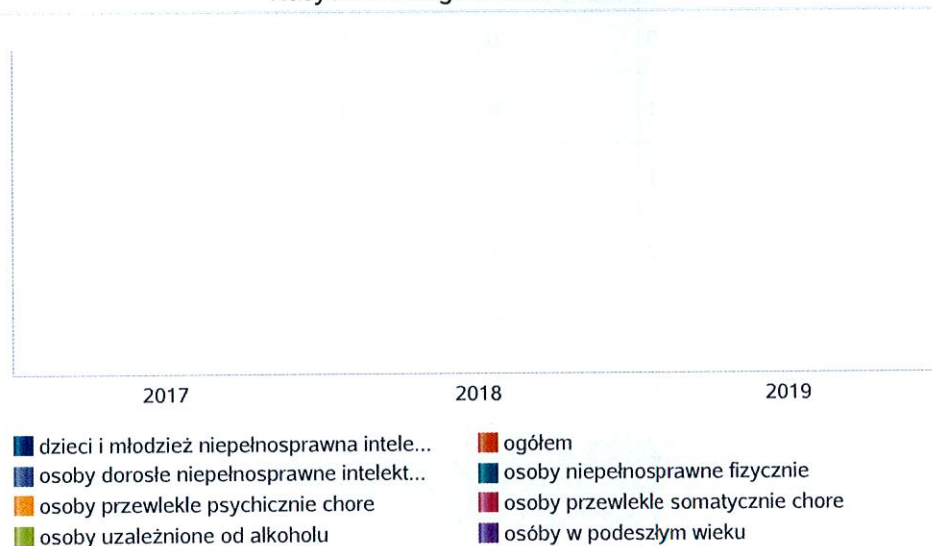 2017 2018 2019
dzieci i młodzież niepełnosprawna intele... ogółem
osoby dorosłe niepełnosprawne intelekt... osoby niepełnosprawne fizycznie
osoby przewlekle psychicznie chore osoby przewlekle somatycznie chore
osoby uzależnione od alkoholu osóby w podeszłym wieku